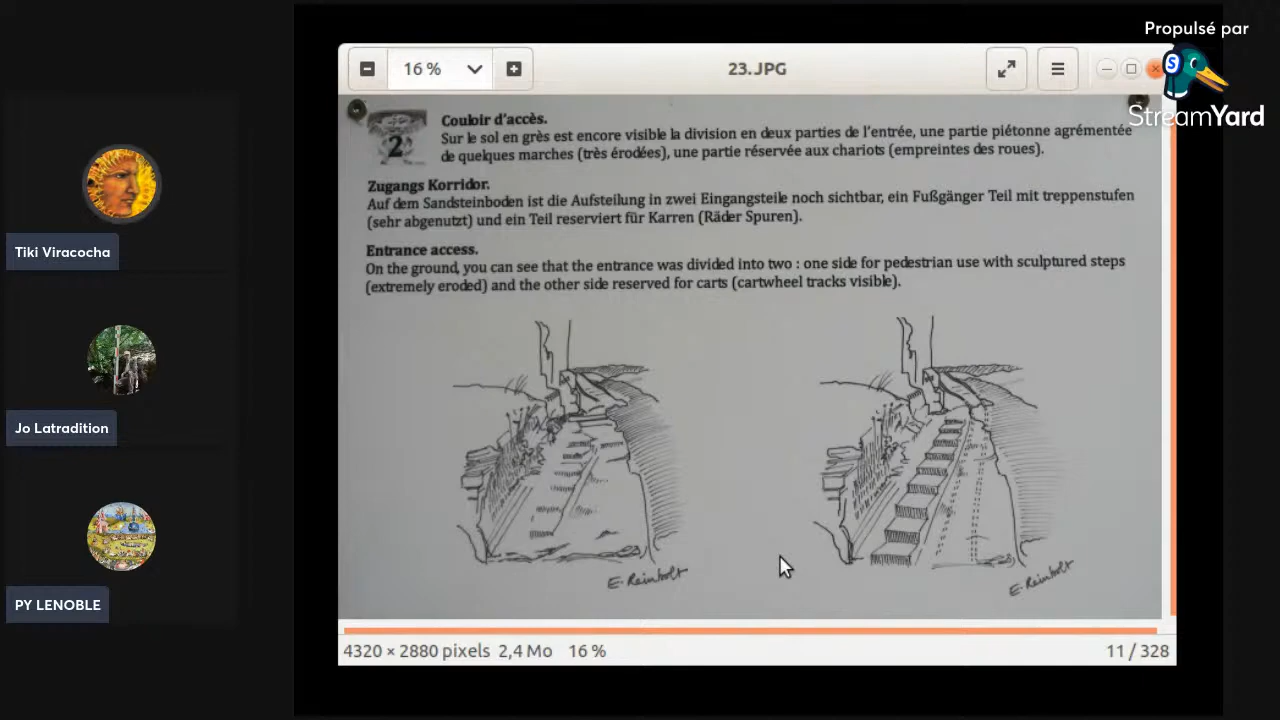 Propulsé par
StreamYard
Tiki Viracocha
Jo Latradition
PY LENOBLE
16 %
23.JPG
2
Couloir d'accès.
Sur le sol en grès est encore visible la division en deux parties de l'entrée, une partie piétonne agrémentée
de quelques marches (très érodées), une partie réservée aux chariots (empreintes des roues).
Zugangs Korridor.
Auf dem Sandsteinboden ist die Aufsteilung in zwei Eingangsteile noch sichtbar, ein Fußgänger Teil mit treppenstufen
(sehr abgenutzt) und ein Teil reserviert für Karren (Räder Spuren).
Entrance access.
On the ground, you can see that the entrance was divided into two : one side for pedestrian use with sculptured steps
(extremely eroded) and the other side reserved for carts (cartwheel tracks visible).
E. Reinbolt
E. Reinbolt
4320 × 2880 pixels 2,4 Mo 16 %
11 / 328